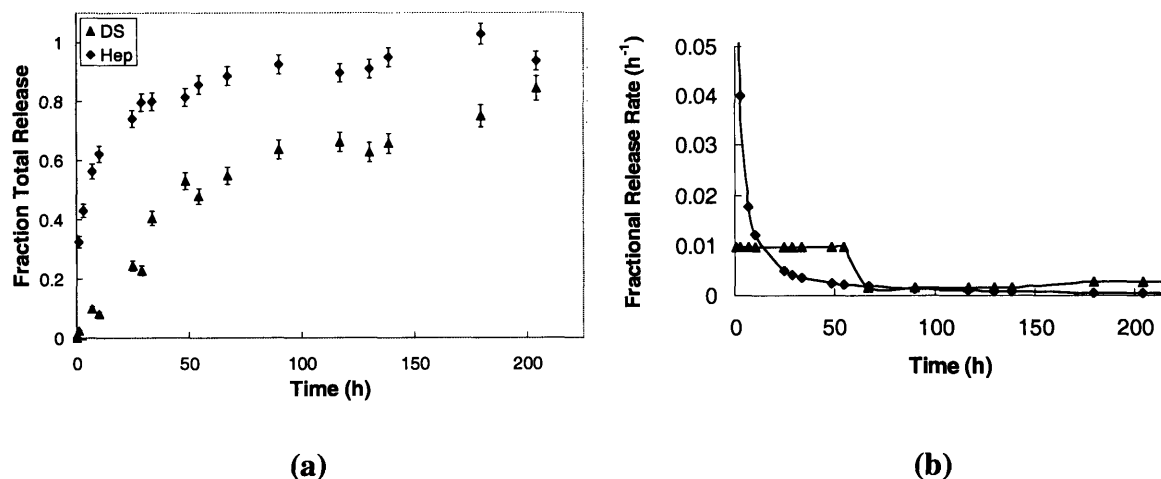 DS
Hep
Fraction Total Release
1
0.8
0.6
0.4
0.2
0
0
50
100
150
200
Time (h)
(a)
Fractional Release Rate (h⁻¹)
0.05
0.04
0.03
0.02
0.01
0
0
50
100
150
200
Time (h)
(b)